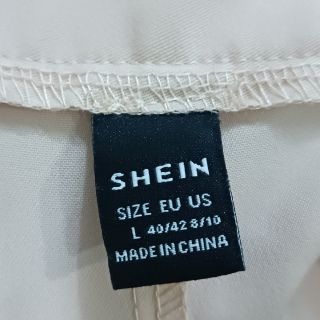 SHEIN
SIZE EU US
L 40/42 8/10
MADE IN CHINA